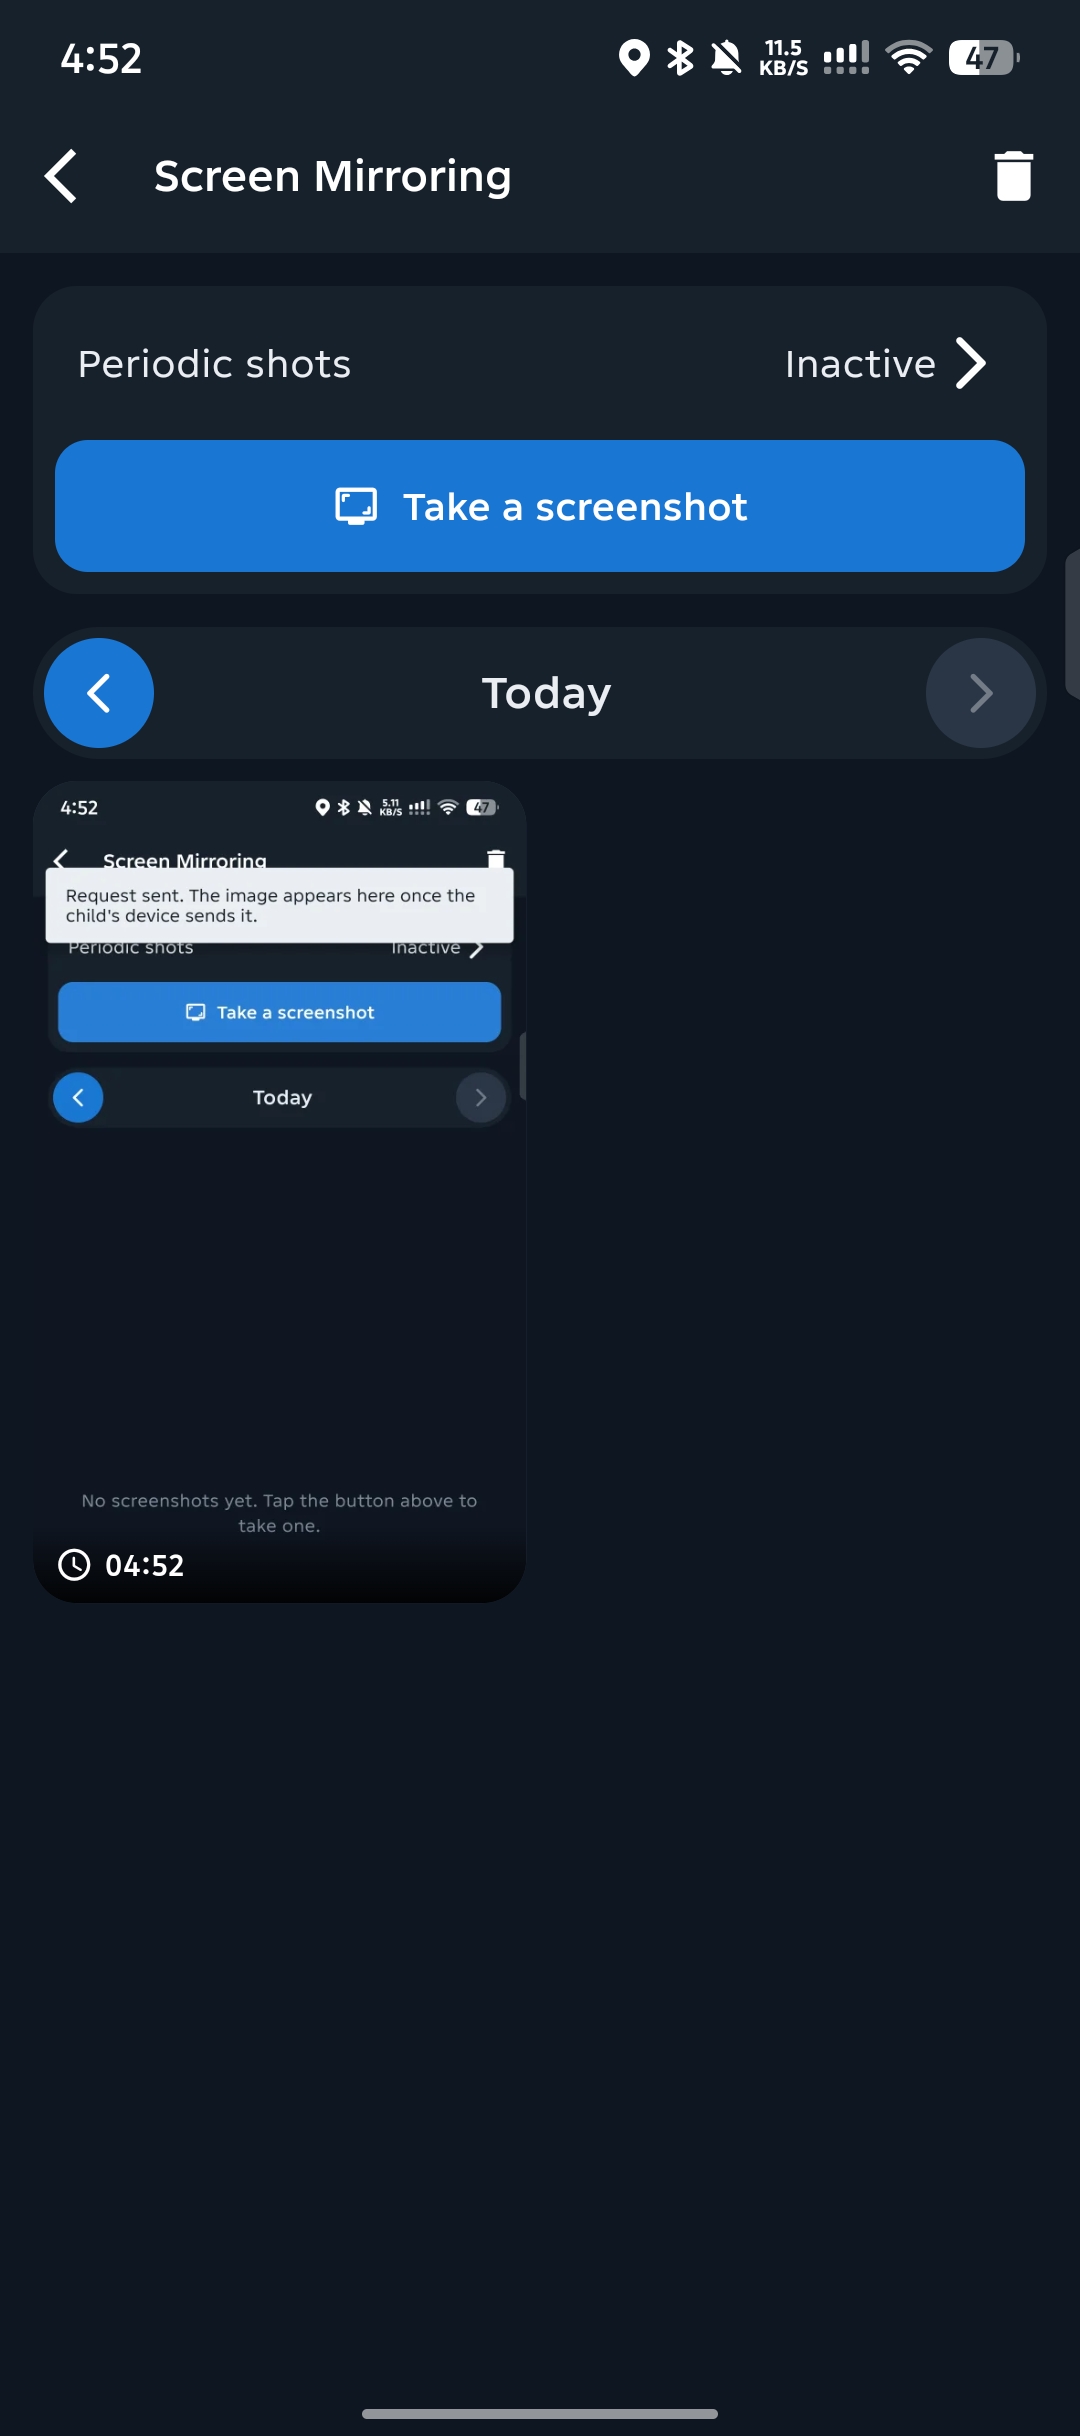 4:52
11.5
KB/S
47
Screen Mirroring
Periodic shots
Inactive
Take a screenshot
Today
4:52
5.11
KB/S
47
Screen Mirroring
Request sent. The image appears here once the
child's device sends it.
Periodic shots
Inactive
Take a screenshot
Today
No screenshots yet. Tap the button above to
take one.
04:52